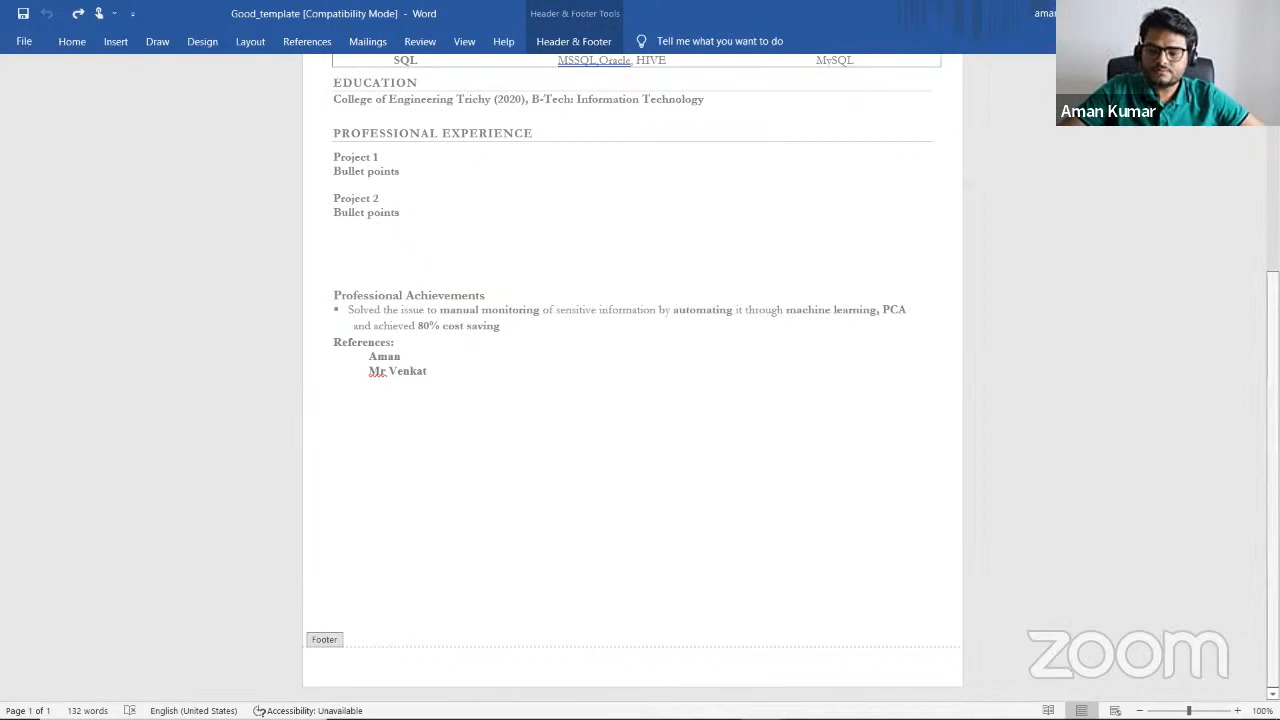 Good_template [Compatibility Mode] - Word
Header & Footer Tools
aman
File Home Insert Draw Design Layout References Mailings Review View Help Header & Footer Tell me what you want to do
Aman Kumar
SQL MSSQL,Oracle, HIVE MySQL
EDUCATION
College of Engineering Trichy (2020), B-Tech: Information Technology
PROFESSIONAL EXPERIENCE
Project 1
Bullet points
Project 2
Bullet points
Professional Achievements
▪ Solved the issue to manual monitoring of sensitive information by automating it through machine learning, PCA
and achieved 80% cost saving
References:
Aman
Mr Venkat
Footer
zoom
Page 1 of 1 132 words English (United States) Accessibility: Unavailable 100%